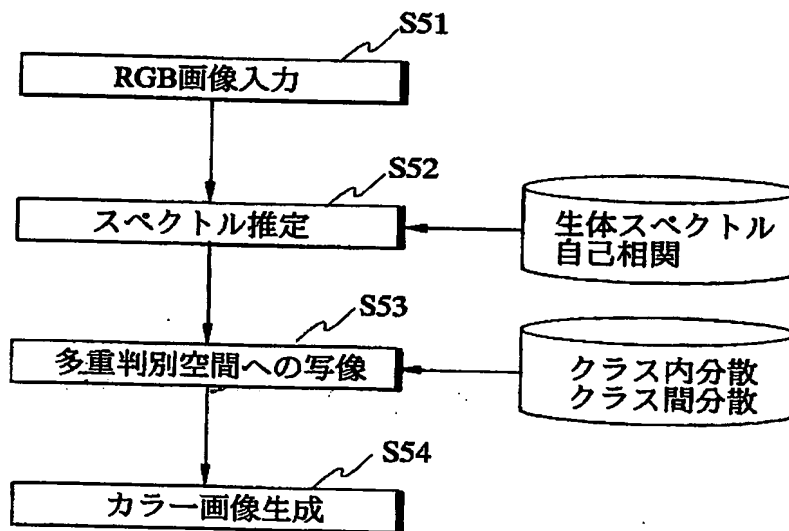 S51
RGB画像入力
S52
スペクトル推定
生体スペクトル
自己相関
S53
多重判別空間への写像
クラス内分散
クラス間分散
S54
カラー画像生成